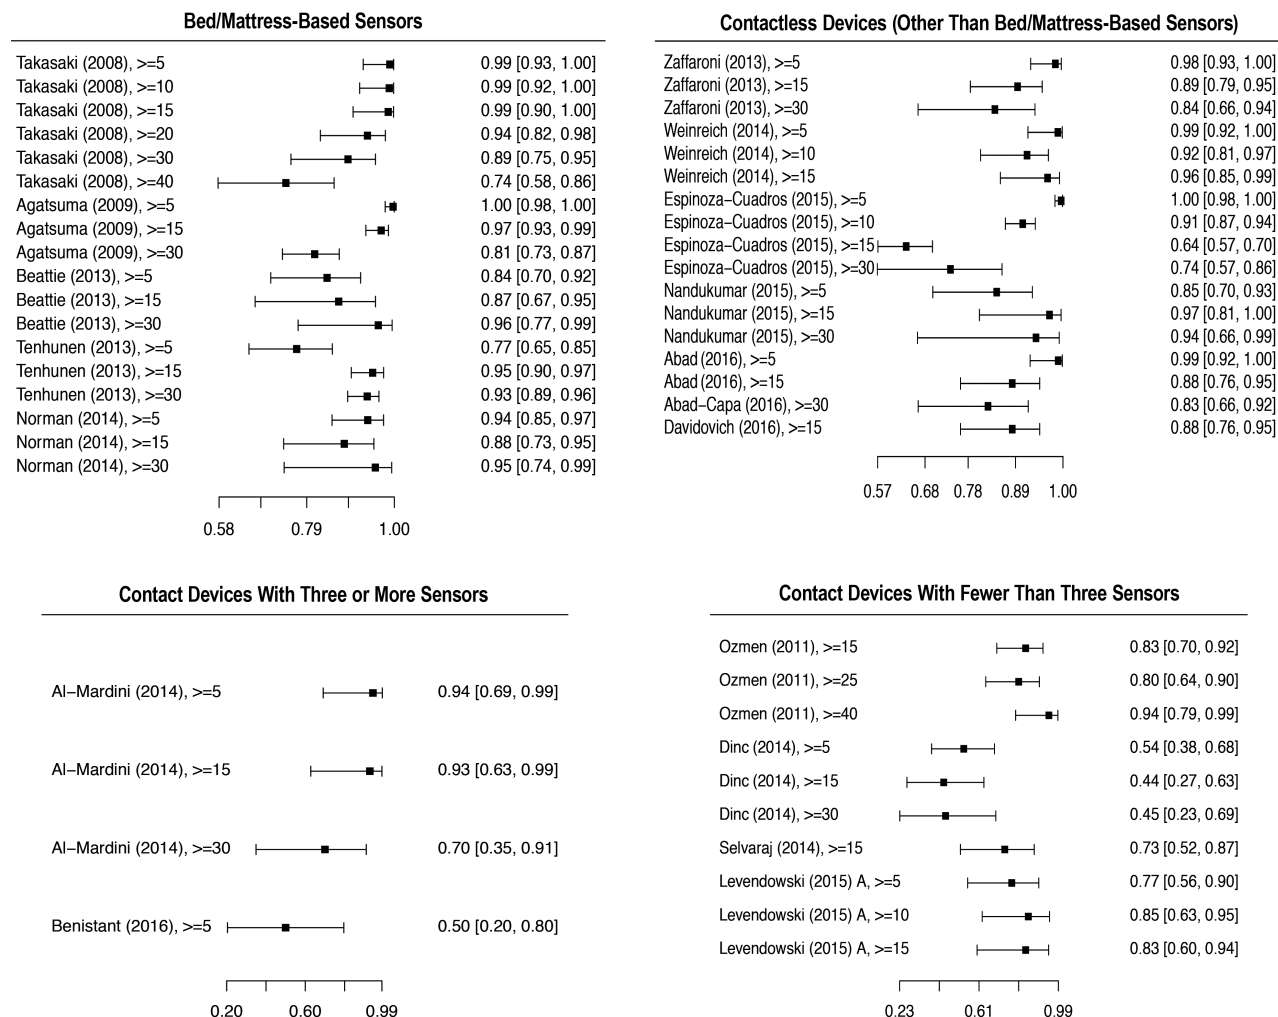 Bed/Mattress-Based Sensors
Takasaki (2008), >=5 0.99 [0.93, 1.00]
Takasaki (2008), >=10 0.99 [0.92, 1.00]
Takasaki (2008), >=15 0.99 [0.90, 1.00]
Takasaki (2008), >=20 0.94 [0.82, 0.98]
Takasaki (2008), >=30 0.89 [0.75, 0.95]
Takasaki (2008), >=40 0.74 [0.58, 0.86]
Agatsuma (2009), >=5 1.00 [0.98, 1.00]
Agatsuma (2009), >=15 0.97 [0.93, 0.99]
Agatsuma (2009), >=30 0.81 [0.73, 0.87]
Beattie (2013), >=5 0.84 [0.70, 0.92]
Beattie (2013), >=15 0.87 [0.67, 0.95]
Beattie (2013), >=30 0.96 [0.77, 0.99]
Tenhunen (2013), >=5 0.77 [0.65, 0.85]
Tenhunen (2013), >=15 0.95 [0.90, 0.97]
Tenhunen (2013), >=30 0.93 [0.89, 0.96]
Norman (2014), >=5 0.94 [0.85, 0.97]
Norman (2014), >=15 0.88 [0.73, 0.95]
Norman (2014), >=30 0.95 [0.74, 0.99]
0.58 0.79 1.00
Contactless Devices (Other Than Bed/Mattress-Based Sensors)
Zaffaroni (2013), >=5 0.98 [0.93, 1.00]
Zaffaroni (2013), >=15 0.89 [0.79, 0.95]
Zaffaroni (2013), >=30 0.84 [0.66, 0.94]
Weinreich (2014), >=5 0.99 [0.92, 1.00]
Weinreich (2014), >=10 0.92 [0.81, 0.97]
Weinreich (2014), >=15 0.96 [0.85, 0.99]
Espinoza−Cuadros (2015), >=5 1.00 [0.98, 1.00]
Espinoza−Cuadros (2015), >=10 0.91 [0.87, 0.94]
Espinoza−Cuadros (2015), >=15 0.64 [0.57, 0.70]
Espinoza−Cuadros (2015), >=30 0.74 [0.57, 0.86]
Nandukumar (2015), >=5 0.85 [0.70, 0.93]
Nandukumar (2015), >=15 0.97 [0.81, 1.00]
Nandukumar (2015), >=30 0.94 [0.66, 0.99]
Abad (2016), >=5 0.99 [0.92, 1.00]
Abad (2016), >=15 0.88 [0.76, 0.95]
Abad−Capa (2016), >=30 0.83 [0.66, 0.92]
Davidovich (2016), >=15 0.88 [0.76, 0.95]
0.57 0.68 0.78 0.89 1.00
Contact Devices With Three or More Sensors
Al−Mardini (2014), >=5 0.94 [0.69, 0.99]
Al−Mardini (2014), >=15 0.93 [0.63, 0.99]
Al−Mardini (2014), >=30 0.70 [0.35, 0.91]
Benistant (2016), >=5 0.50 [0.20, 0.80]
0.20 0.60 0.99
Contact Devices With Fewer Than Three Sensors
Ozmen (2011), >=15 0.83 [0.70, 0.92]
Ozmen (2011), >=25 0.80 [0.64, 0.90]
Ozmen (2011), >=40 0.94 [0.79, 0.99]
Dinc (2014), >=5 0.54 [0.38, 0.68]
Dinc (2014), >=15 0.44 [0.27, 0.63]
Dinc (2014), >=30 0.45 [0.23, 0.69]
Selvaraj (2014), >=15 0.73 [0.52, 0.87]
Levendowski (2015) A, >=5 0.77 [0.56, 0.90]
Levendowski (2015) A, >=10 0.85 [0.63, 0.95]
Levendowski (2015) A, >=15 0.83 [0.60, 0.94]
0.23 0.61 0.99